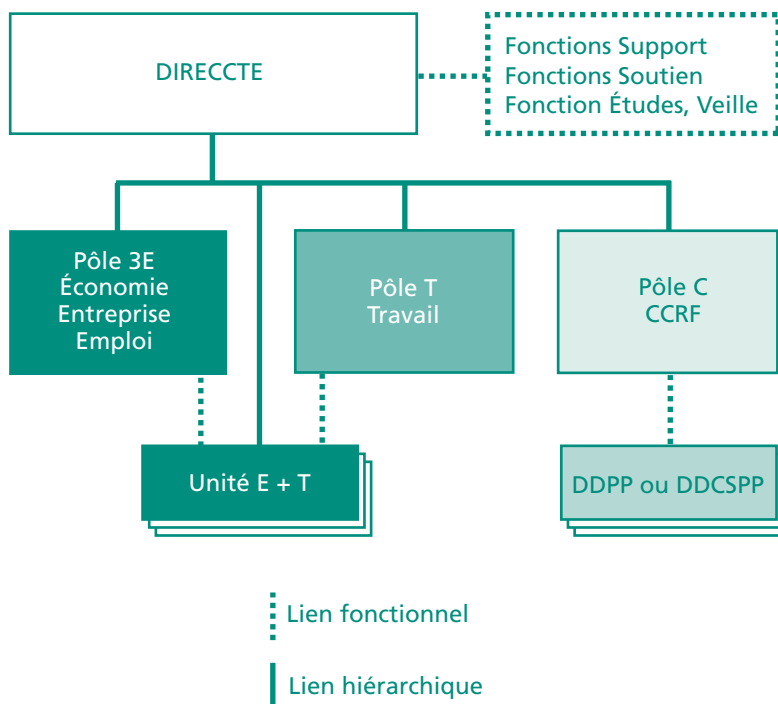 DIRECCTE
Fonctions Support
Fonctions Soutien
Fonction Études, Veille
Pôle 3E
Économie
Entreprise
Emploi
Pôle T
Travail
Pôle C
CCRF
Unité E + T
DDPP ou DDCSPP
Lien fonctionnel
Lien hiérarchique